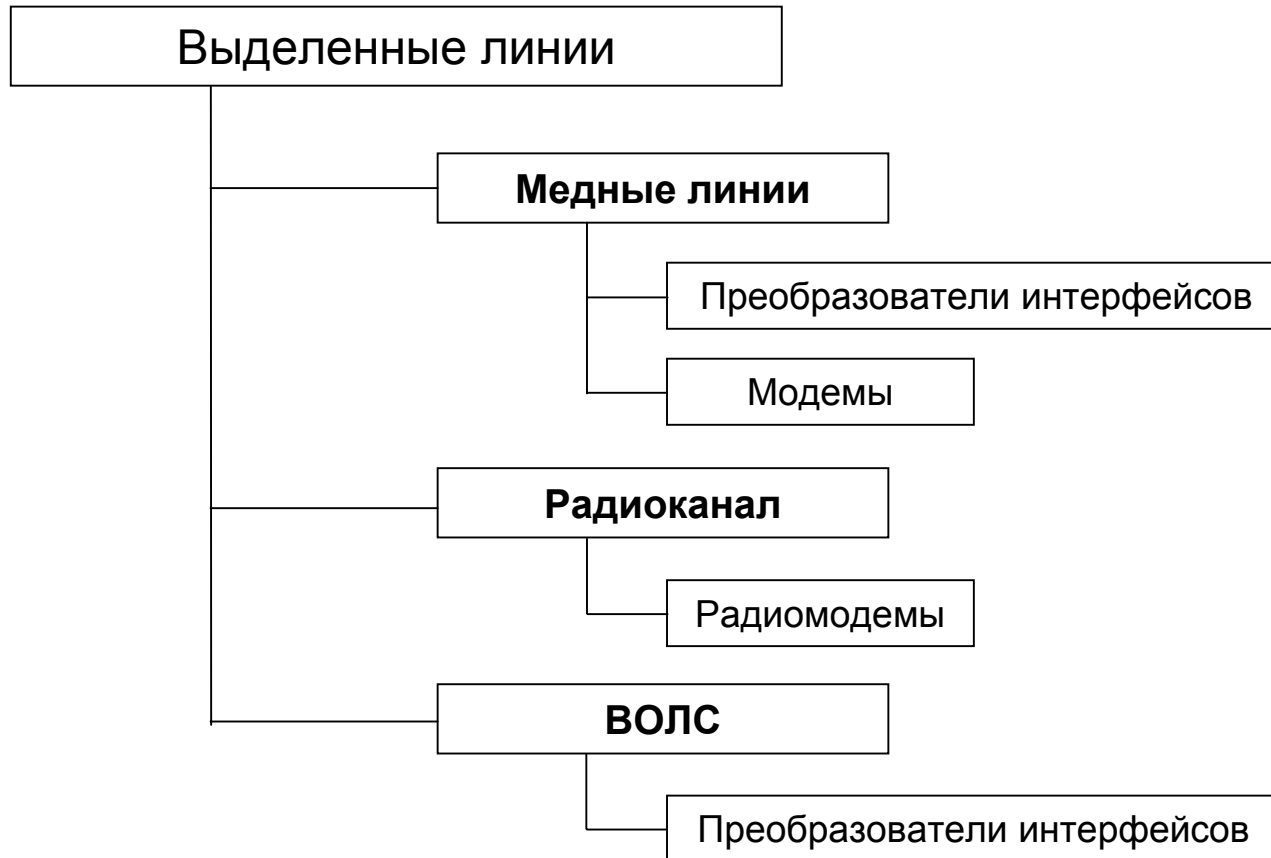 Выделенные линии
Медные линии
Преобразователи интерфейсов
Модемы
Радиоканал
Радиомодемы
ВОЛС
Преобразователи интерфейсов